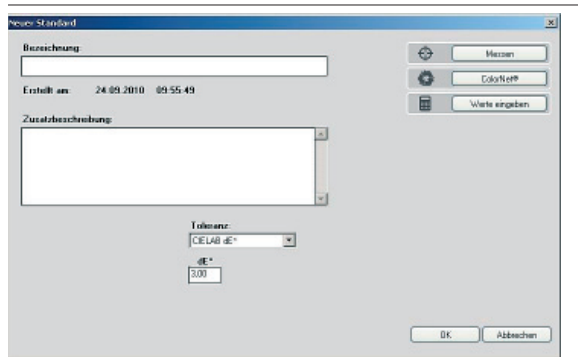 Neuer Standard
Bezeichnung:
Messen
ColorNet®
Werte eingeben
Erstellt am: 24.09.2010 09:55:49
Zusatzbeschreibung:
Toleranz:
CIELAB dE*
dE*
3.00
OK
Abbrechen